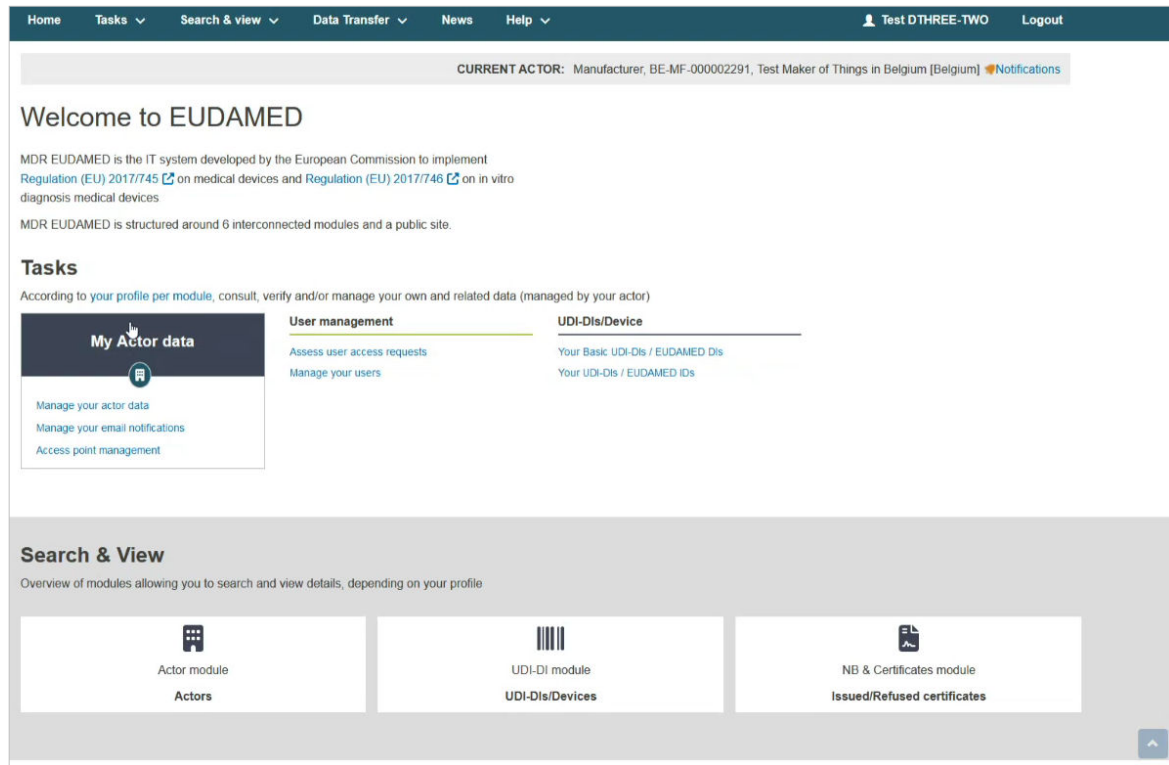 Home Tasks Search & view Data Transfer News Help Test DTHREE-TWO Logout
CURRENT ACTOR: Manufacturer, BE-MF-000002291, Test Maker of Things in Belgium [Belgium] Notifications
Welcome to EUDAMED
MDR EUDAMED is the IT system developed by the European Commission to implement
Regulation (EU) 2017/745 on medical devices and Regulation (EU) 2017/746 on in vitro
diagnosis medical devices
MDR EUDAMED is structured around 6 interconnected modules and a public site.
Tasks
According to your profile per module, consult, verify and/or manage your own and related data (managed by your actor)
My Actor data
Manage your actor data
Manage your email notifications
Access point management
User management
Assess user access requests
Manage your users
UDI-DIs/Device
Your Basic UDI-DIs / EUDAMED DIs
Your UDI-DIs / EUDAMED IDs
Search & View
Overview of modules allowing you to search and view details, depending on your profile
Actor module
Actors
UDI-DI module
UDI-DIs/Devices
NB & Certificates module
Issued/Refused certificates